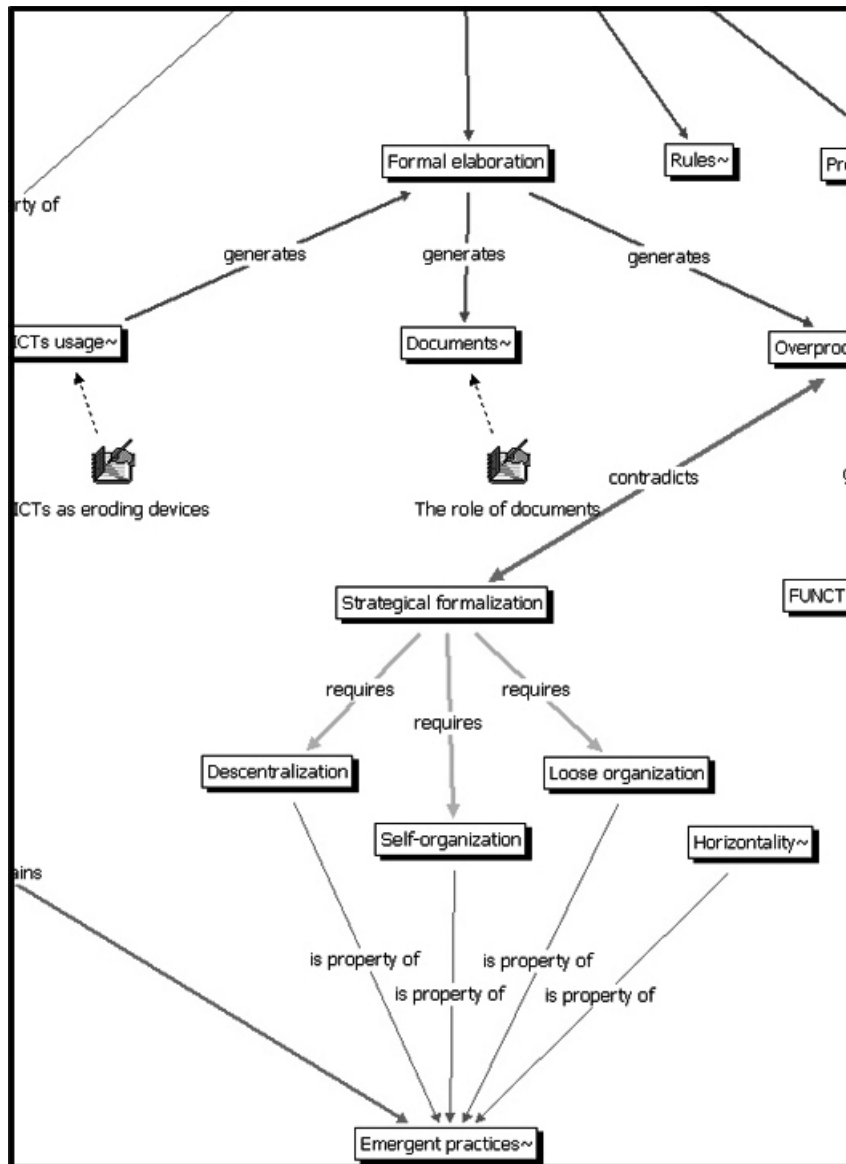 Formal elaboration
Rules~
Pr
rty of
generates
generates
generates
ICTs usage~
Documents~
Overproc
contradicts
ICTs as eroding devices
The role of documents
Strategical formalization
FUNCT
requires
requires
requires
Descentralization
Loose organization
Self-organization
Horizontality~
ains
is property of
is property of
is property of
is property of
Emergent practices~